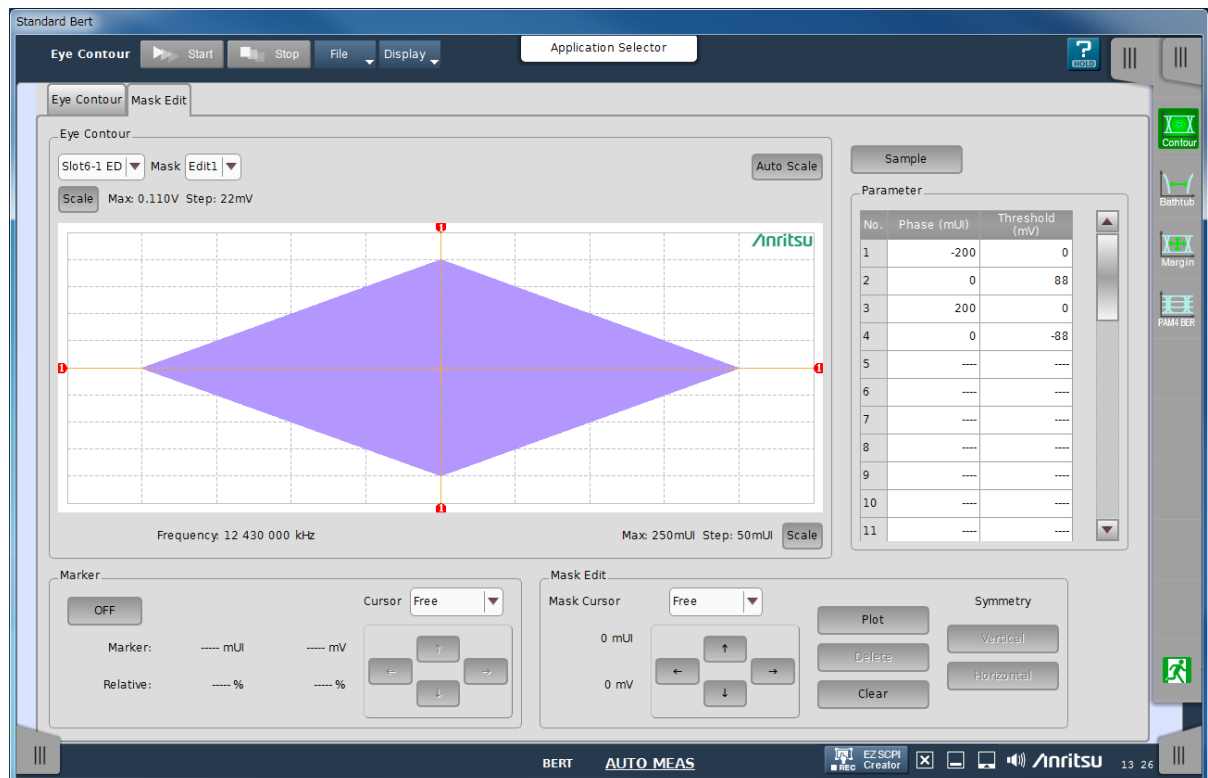 Standard Bert
Eye Contour Start Stop File Display Application Selector ? HOLD
Eye Contour Mask Edit
Eye Contour
Slot6-1 ED Mask Edit1 Auto Scale
Scale Max: 0.110V Step: 22mV
1
Anritsu
1 1
1
Frequency: 12 430 000 kHz Max: 250mUI Step: 50mUI Scale
Sample
Parameter
No. Phase (mUI) Threshold (mV)
1 -200 0
2 0 88
3 200 0
4 0 -88
5 ---- ----
6 ---- ----
7 ---- ----
8 ---- ----
9 ---- ----
10 ---- ----
11 ---- ----
Contour
Bathtub
Margin
PAM4 BER
Marker
OFF Cursor Free
Marker: ----- mUI ----- mV
Relative: ----- % ----- %
↑
← →
↓
Mask Edit
Mask Cursor Free
0 mUI
0 mV
↑
← →
↓
Plot
Delete
Clear
Symmetry
Vertical
Horizontal
BERT AUTO MEAS REC EZ SCPI Creator Anritsu 13 26